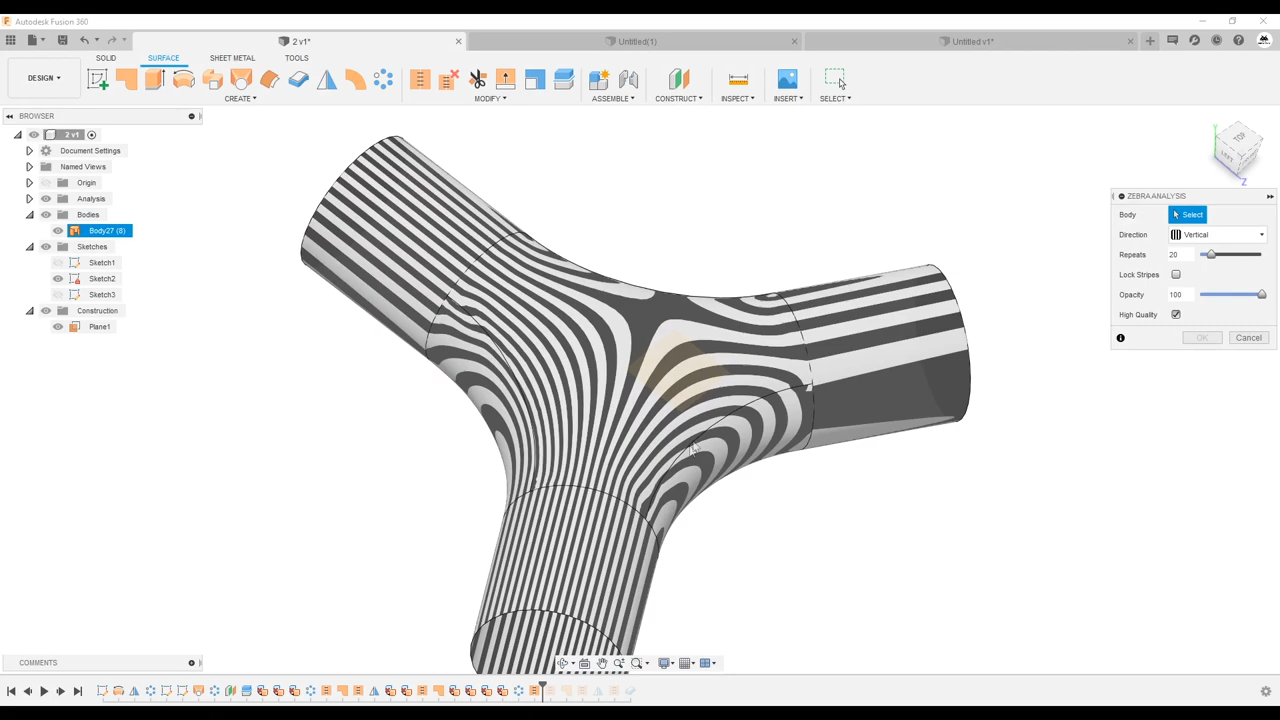 Autodesk Fusion 360
2 v1*
Untitled(1)
Untitled v1*
DESIGN
SOLID
SURFACE
SHEET METAL
TOOLS
CREATE
MODIFY
ASSEMBLE
CONSTRUCT
INSPECT
INSERT
SELECT
BROWSER
2 v1
Document Settings
Named Views
Origin
Analysis
Bodies
Body27 (8)
Sketches
Sketch1
Sketch2
Sketch3
Construction
Plane1
TOP
LEFT
Y
Z
ZEBRA ANALYSIS
Body Select
Direction Vertical
Repeats 20
Lock Stripes
Opacity 100
High Quality
OK Cancel
COMMENTS